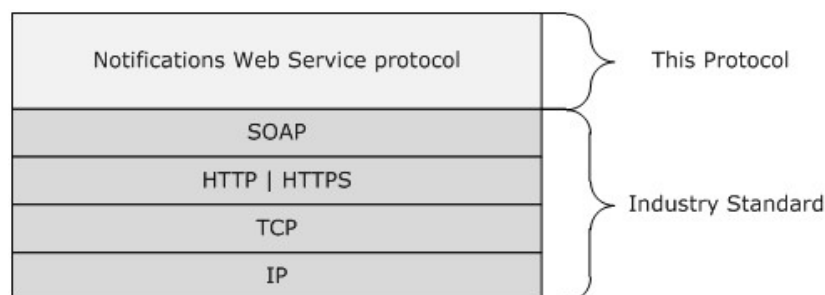 Notifications Web Service protocol
This Protocol
SOAP
HTTP | HTTPS
Industry Standard
TCP
IP